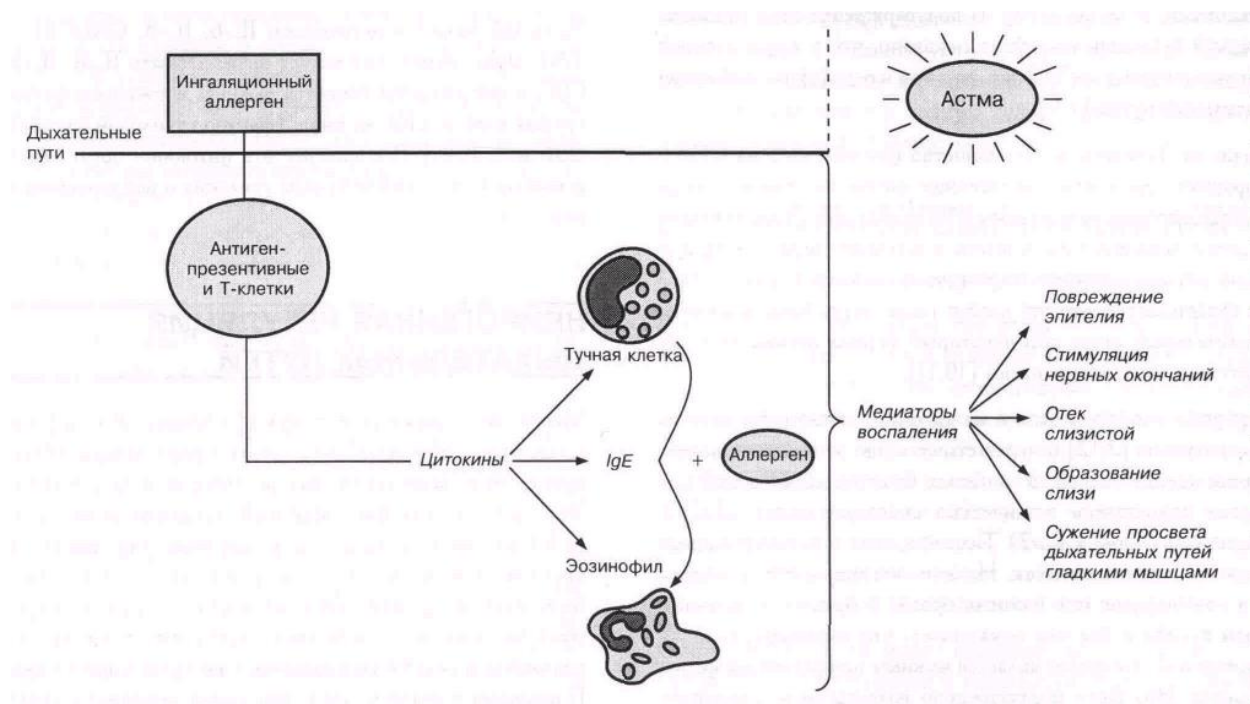 Ингаляционный
аллерген
Астма
Дыхательные
пути
Антиген-
презентивные
и Т-клетки
Тучная клетка
Цитокины
IgE
+
Аллерген
Эозинофил
Медиаторы
воспаления
Повреждение
эпителия
Стимуляция
нервных окончаний
Отек
слизистой
Образование
слизи
Сужение просвета
дыхательных путей
гладкими мышцами